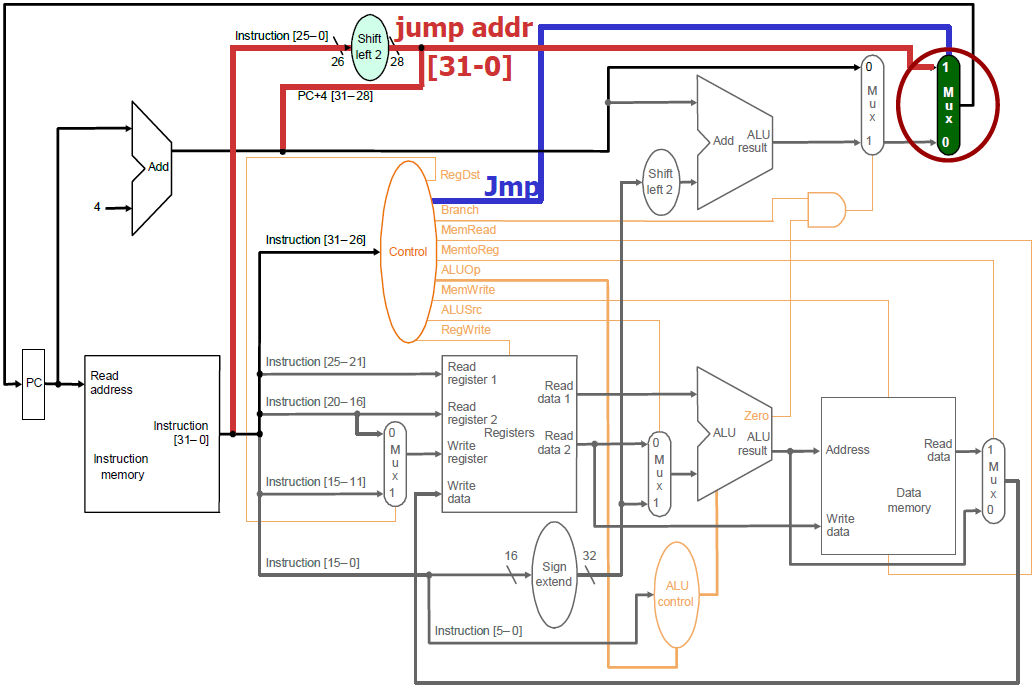 Instruction [25–0]
26
Shift
left 2
28
jump addr
[31-0]
PC+4 [31–28]
Add
4
RegDst
Jmp
Branch
MemRead
MemtoReg
ALUOp
MemWrite
ALUSrc
RegWrite
Control
Instruction [31–26]
Shift
left 2
Add
ALU
result
0
M
u
x
1
1
M
u
x
0
PC
Read
address
Instruction
[31–0]
Instruction
memory
Instruction [25–21]
Instruction [20–16]
Instruction [15–11]
Instruction [15–0]
Instruction [5–0]
0
M
u
x
1
Read
register 1
Read
register 2
Write
register
Write
data
Registers
Read
data 1
Read
data 2
16
Sign
extend
32
0
M
u
x
1
Zero
ALU
ALU
result
ALU
control
Address
Read
data
Data
memory
Write
data
1
M
u
x
0